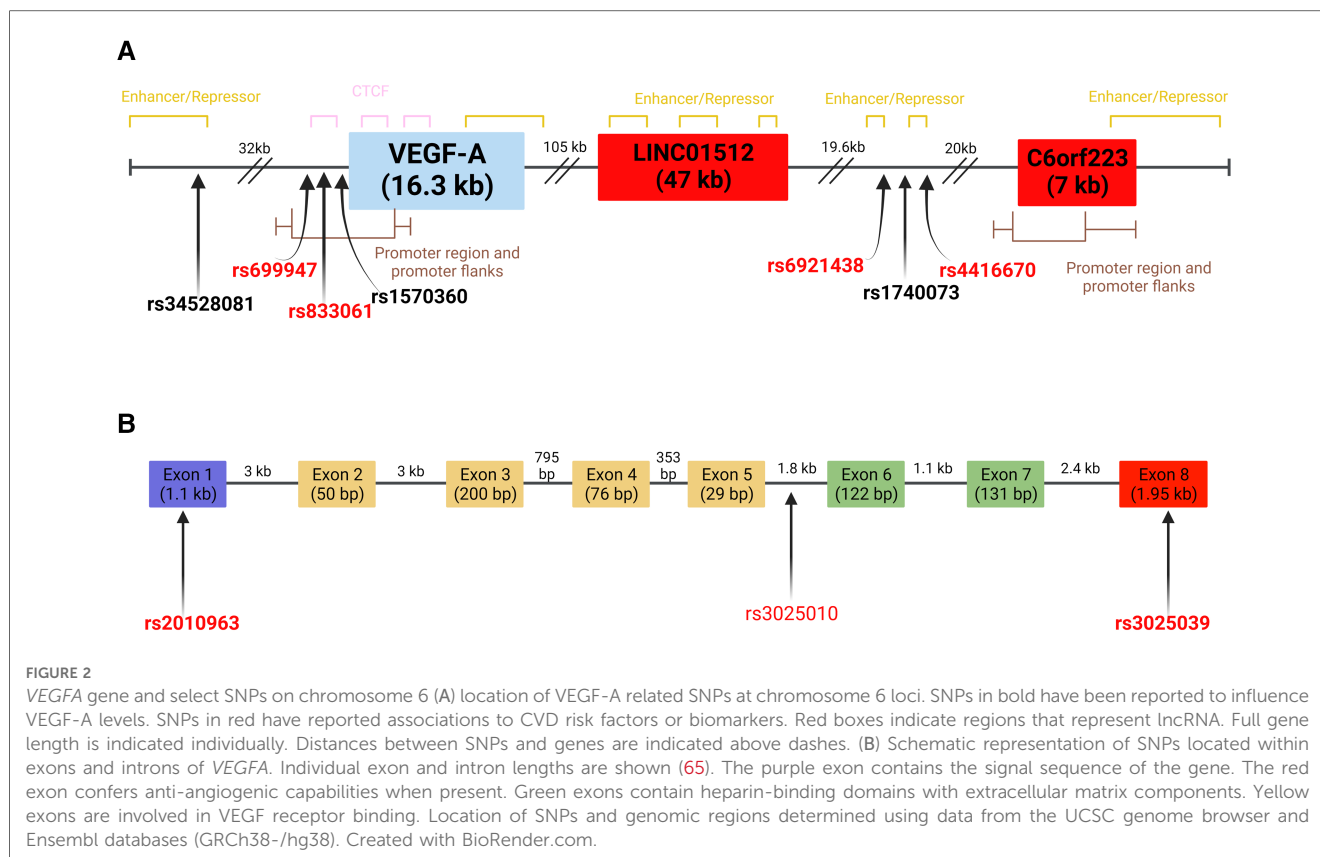 A
Enhancer/Repressor
CTCF
Enhancer/Repressor
Enhancer/Repressor
Enhancer/Repressor
32kb
VEGF-A
(16.3 kb)
105 kb
LINC01512
(47 kb)
19.6kb
20kb
C6orf223
(7 kb)
Promoter region and
promoter flanks
rs699947
rs34528081
rs833061
rs1570360
rs6921438
rs1740073
rs4416670
Promoter region and
promoter flanks
B
Exon 1
(1.1 kb)
3 kb
Exon 2
(50 bp)
3 kb
Exon 3
(200 bp)
795
bp
Exon 4
(76 bp)
353
bp
Exon 5
(29 bp)
1.8 kb
Exon 6
(122 bp)
1.1 kb
Exon 7
(131 bp)
2.4 kb
Exon 8
(1.95 kb)
rs2010963
rs3025010
rs3025039
FIGURE 2
VEGFA gene and select SNPs on chromosome 6 (A) location of VEGF-A related SNPs at chromosome 6 loci. SNPs in bold have been reported to influence
VEGF-A levels. SNPs in red have reported associations to CVD risk factors or biomarkers. Red boxes indicate regions that represent lncRNA. Full gene
length is indicated individually. Distances between SNPs and genes are indicated above dashes. (B) Schematic representation of SNPs located within
exons and introns of VEGFA. Individual exon and intron lengths are shown (65). The purple exon contains the signal sequence of the gene. The red
exon confers anti-angiogenic capabilities when present. Green exons contain heparin-binding domains with extracellular matrix components. Yellow
exons are involved in VEGF receptor binding. Location of SNPs and genomic regions determined using data from the UCSC genome browser and
Ensembl databases (GRCh38-/hg38). Created with BioRender.com.